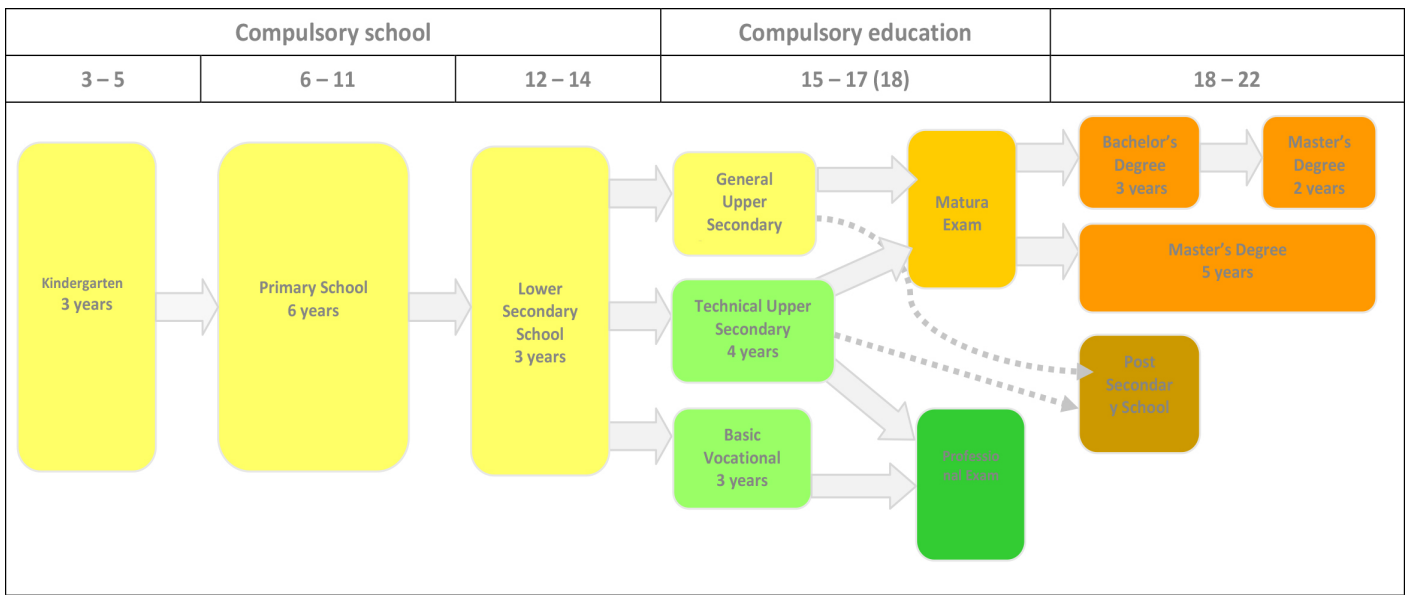 Compulsory school
Compulsory education
3 – 5
6 – 11
12 – 14
15 – 17 (18)
18 – 22
Kindergarten
3 years
Primary School
6 years
Lower
Secondary
School
3 years
General
Upper
Secondary
Technical Upper
Secondary
4 years
Basic
Vocational
3 years
Matura
Exam
Professio
nal Exam
Bachelor's
Degree
3 years
Master's
Degree
2 years
Master's Degree
5 years
Post
Secondar
y School